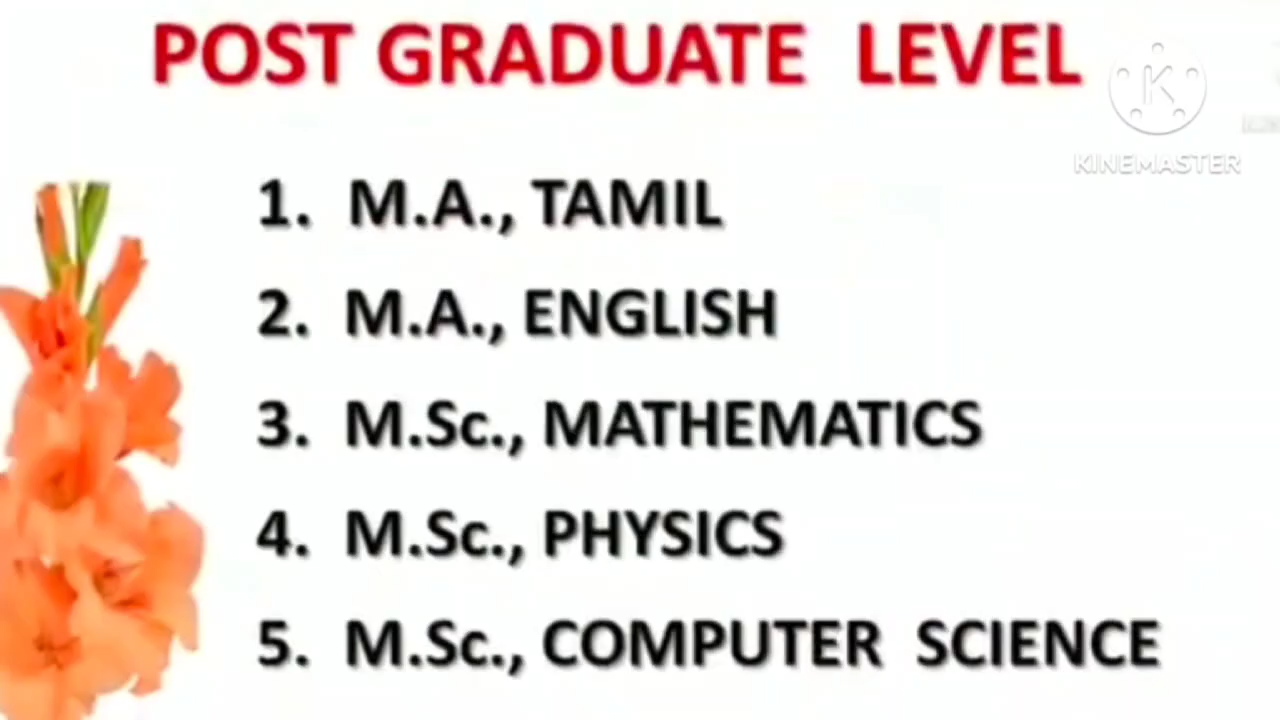 POST GRADUATE LEVEL
K
KINEMASTER
1. M.A., TAMIL
2. M.A., ENGLISH
3. M.Sc., MATHEMATICS
4. M.Sc., PHYSICS
5. M.Sc., COMPUTER SCIENCE